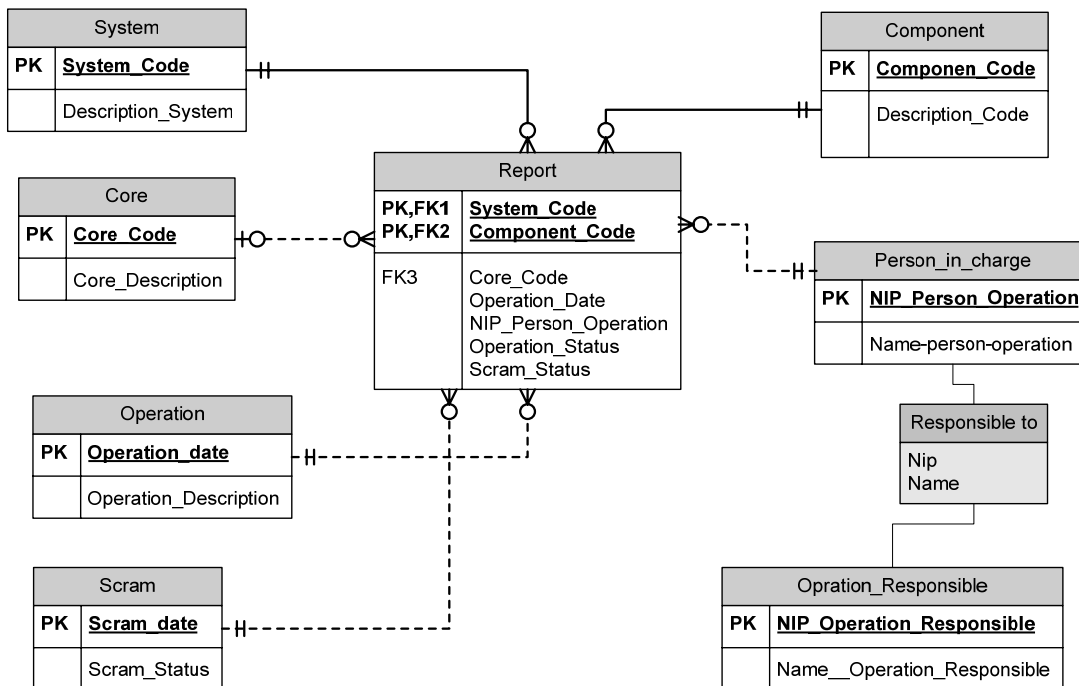 System
PK System_Code
Description_System
Component
PK Componen_Code
Description_Code
Core
PK Core_Code
Core_Description
Report
PK,FK1 System_Code
PK,FK2 Component_Code
FK3 Core_Code
Operation_Date
NIP_Person_Operation
Operation_Status
Scram_Status
Person_in_charge
PK NIP_Person_Operation
Name-person-operation
Operation
PK Operation_date
Operation_Description
Responsible to
Nip
Name
Scram
PK Scram_date
Scram_Status
Opration_Responsible
PK NIP_Operation_Responsible
Name__Operation_Responsible